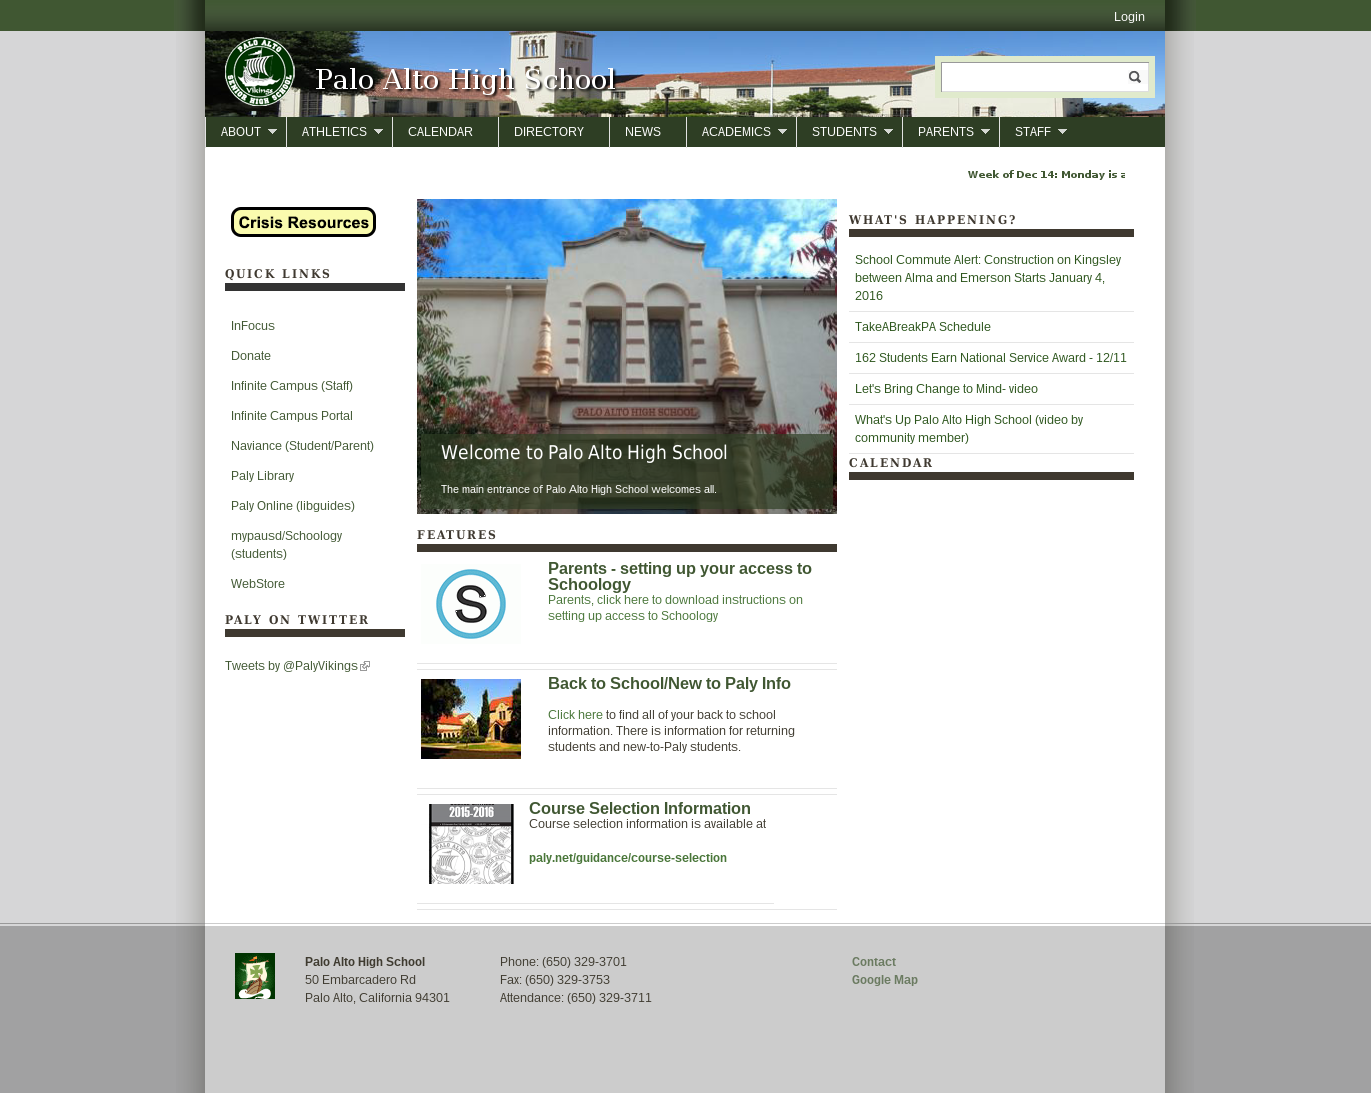 Login
PALO ALTO
Vikings
SENIOR HIGH SCHOOL
Palo Alto High School
ABOUT
ATHLETICS
CALENDAR
DIRECTORY
NEWS
ACADEMICS
STUDENTS
PARENTS
STAFF
Week of Dec 14: Monday is a
Crisis Resources
QUICK LINKS
InFocus
Donate
Infinite Campus (Staff)
Infinite Campus Portal
Naviance (Student/Parent)
Paly Library
Paly Online (libguides)
mypausd/Schoology
(students)
WebStore
PALY ON TWITTER
Tweets by @PalyVikings
PALO ALTO HIGH SCHOOL
Welcome to Palo Alto High School
The main entrance of Palo Alto High School welcomes all.
FEATURES
S
Parents - setting up your access to
Schoology
Parents, click here to download instructions on
setting up access to Schoology
Back to School/New to Paly Info
Click here to find all of your back to school
information. There is information for returning
students and new-to-Paly students.
2015-2016
PALO ALTO
Course Selection Information
Course selection information is available at
paly.net/guidance/course-selection
WHAT'S HAPPENING?
School Commute Alert: Construction on Kingsley
between Alma and Emerson Starts January 4,
2016
TakeABreakPA Schedule
162 Students Earn National Service Award - 12/11
Let's Bring Change to Mind- video
What's Up Palo Alto High School (video by
community member)
CALENDAR
Palo Alto High School
50 Embarcadero Rd
Palo Alto, California 94301
Phone: (650) 329-3701
Fax: (650) 329-3753
Attendance: (650) 329-3711
Contact
Google Map